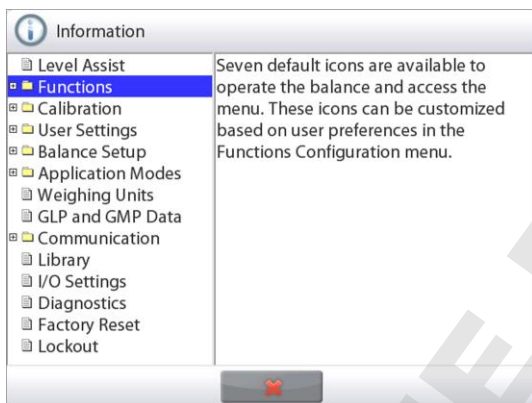 Information
Level Assist
Functions
Calibration
User Settings
Balance Setup
Application Modes
Weighing Units
GLP and GMP Data
Communication
Library
I/O Settings
Diagnostics
Factory Reset
Lockout
Seven default icons are available to
operate the balance and access the
menu. These icons can be customized
based on user preferences in the
Functions Configuration menu.